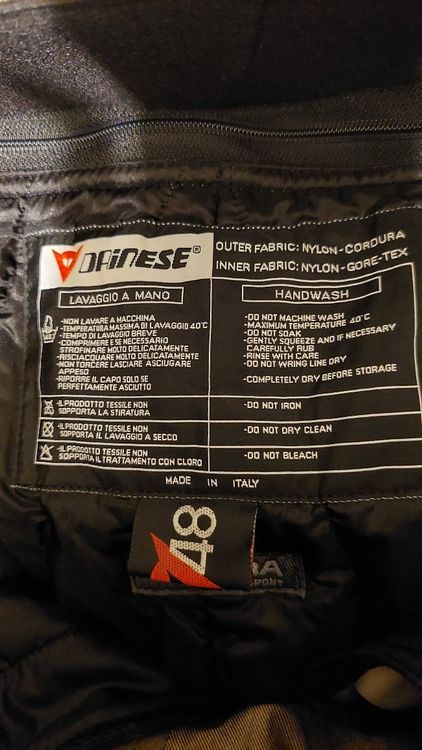 DAINESE®
OUTER FABRIC: NYLON-CORDURA
INNER FABRIC: NYLON-GORE-TEX
LAVAGGIO A MANO
-NON LAVARE A MACCHINA
-TEMPERATURA MASSIMA DI LAVAGGIO 40°C
-TEMPO DI LAVAGGIO BREVE
-COMPRIMERE E SE NECESSARIO
STROFINARE MOLTO DELICATAMENTE
-RISCIACQUARE MOLTO DELICATAMENTE
-NON TORCERE LASCIARE ASCIUGARE
APPESO
-RIPORRE IL CAPO SOLO SE
PERFETTAMENTE ASCIUTTO
HANDWASH
-DO NOT MACHINE WASH
-MAXIMUM TEMPERATURE 40°C
-DO NOT SOAK
-GENTLY SQUEEZE AND IF NECESSARY
CAREFULLY RUB
-RINSE WITH CARE
-DO NOT WRING LINE DRY
-COMPLETELY DRY BEFORE STORAGE
-IL PRODOTTO TESSILE NON
SOPPORTA LA STIRATURA
-DO NOT IRON
-IL PRODOTTO TESSILE NON
SOPPORTA IL LAVAGGIO A SECCO
-DO NOT DRY CLEAN
-IL PRODOTTO TESSILE NON
SOPPORTA IL TRATTAMENTO CON CLORO
-DO NOT BLEACH
MADE IN ITALY
48